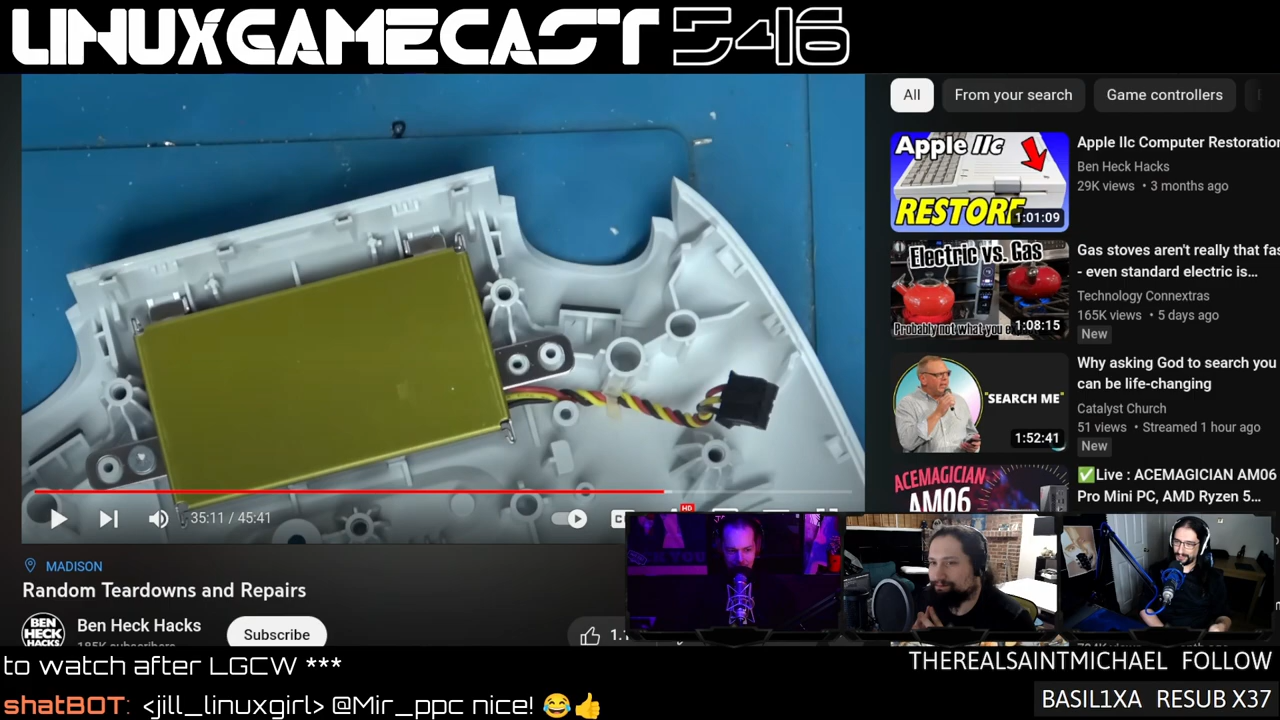 LINUXGAMECAST 546
All
From your search
Game controllers
Apple IIc
RESTORE
1:01:09
Apple IIc Computer Restoration
Ben Heck Hacks
29K views • 3 months ago
Electric vs. Gas
Probably not what you
1:08:15
Gas stoves aren't really that fas
- even standard electric is…
Technology Connextras
165K views • 5 days ago
New
"SEARCH ME"
1:52:41
Why asking God to search you
can be life-changing
Catalyst Church
51 views • Streamed 1 hour ago
New
ACEMAGICIAN
AM06
✅Live : ACEMAGICIAN AM06
Pro Mini PC, AMD Ryzen 5…
35:11 / 45:41
HD
MADISON
Random Teardowns and Repairs
BEN
HECK
HACKS
Ben Heck Hacks
185K subscribers
Subscribe
to watch after LGCW ***
shatBOT: <jill_linuxgirl> @Mir_ppc nice! 😂👍
THEREALSAINTMICHAEL FOLLOW
BASIL1XA RESUB X37